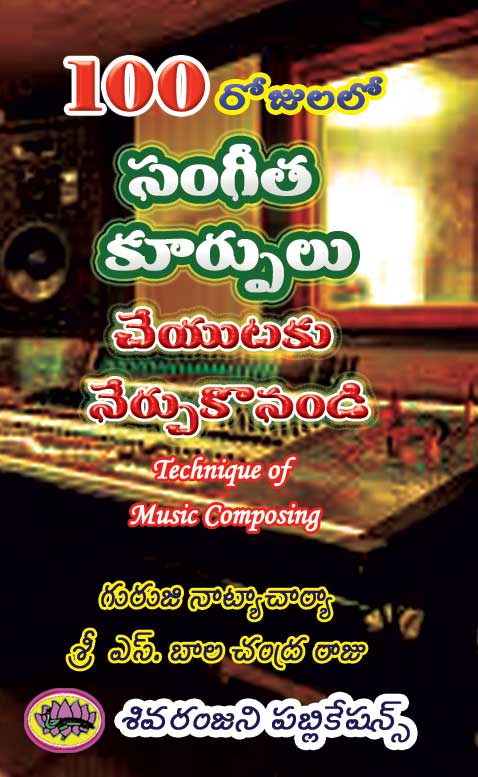 100 రోజులలో
సంగీత
కూర్పులు
చేయుటకు
నేర్చుకొనండి
Technique of
Music Composing
గురుజి నాట్యాచార్యా
శ్రీ ఎస్. బాల చంద్ర రాజు
శివరంజని పబ్లికేషన్స్